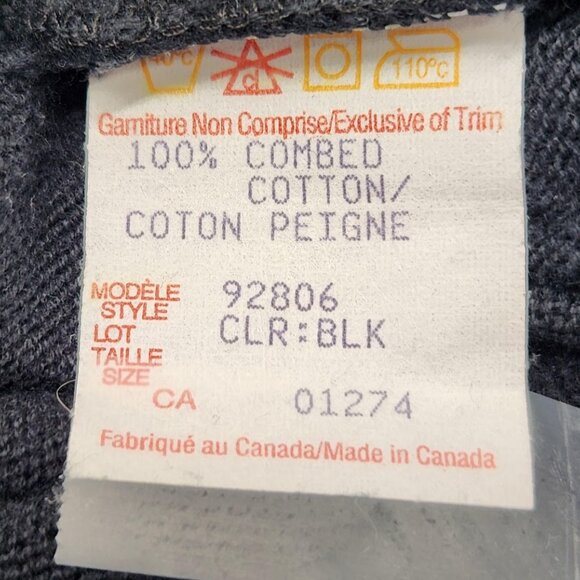 40°C cl 110°C
Garniture Non Comprise/Exclusive of Trim
100% COMBED
COTTON/
COTON PEIGNE
MODÈLE
STYLE 92806
LOT CLR:BLK
TAILLE
SIZE
CA 01274
Fabriqué au Canada/Made in Canada